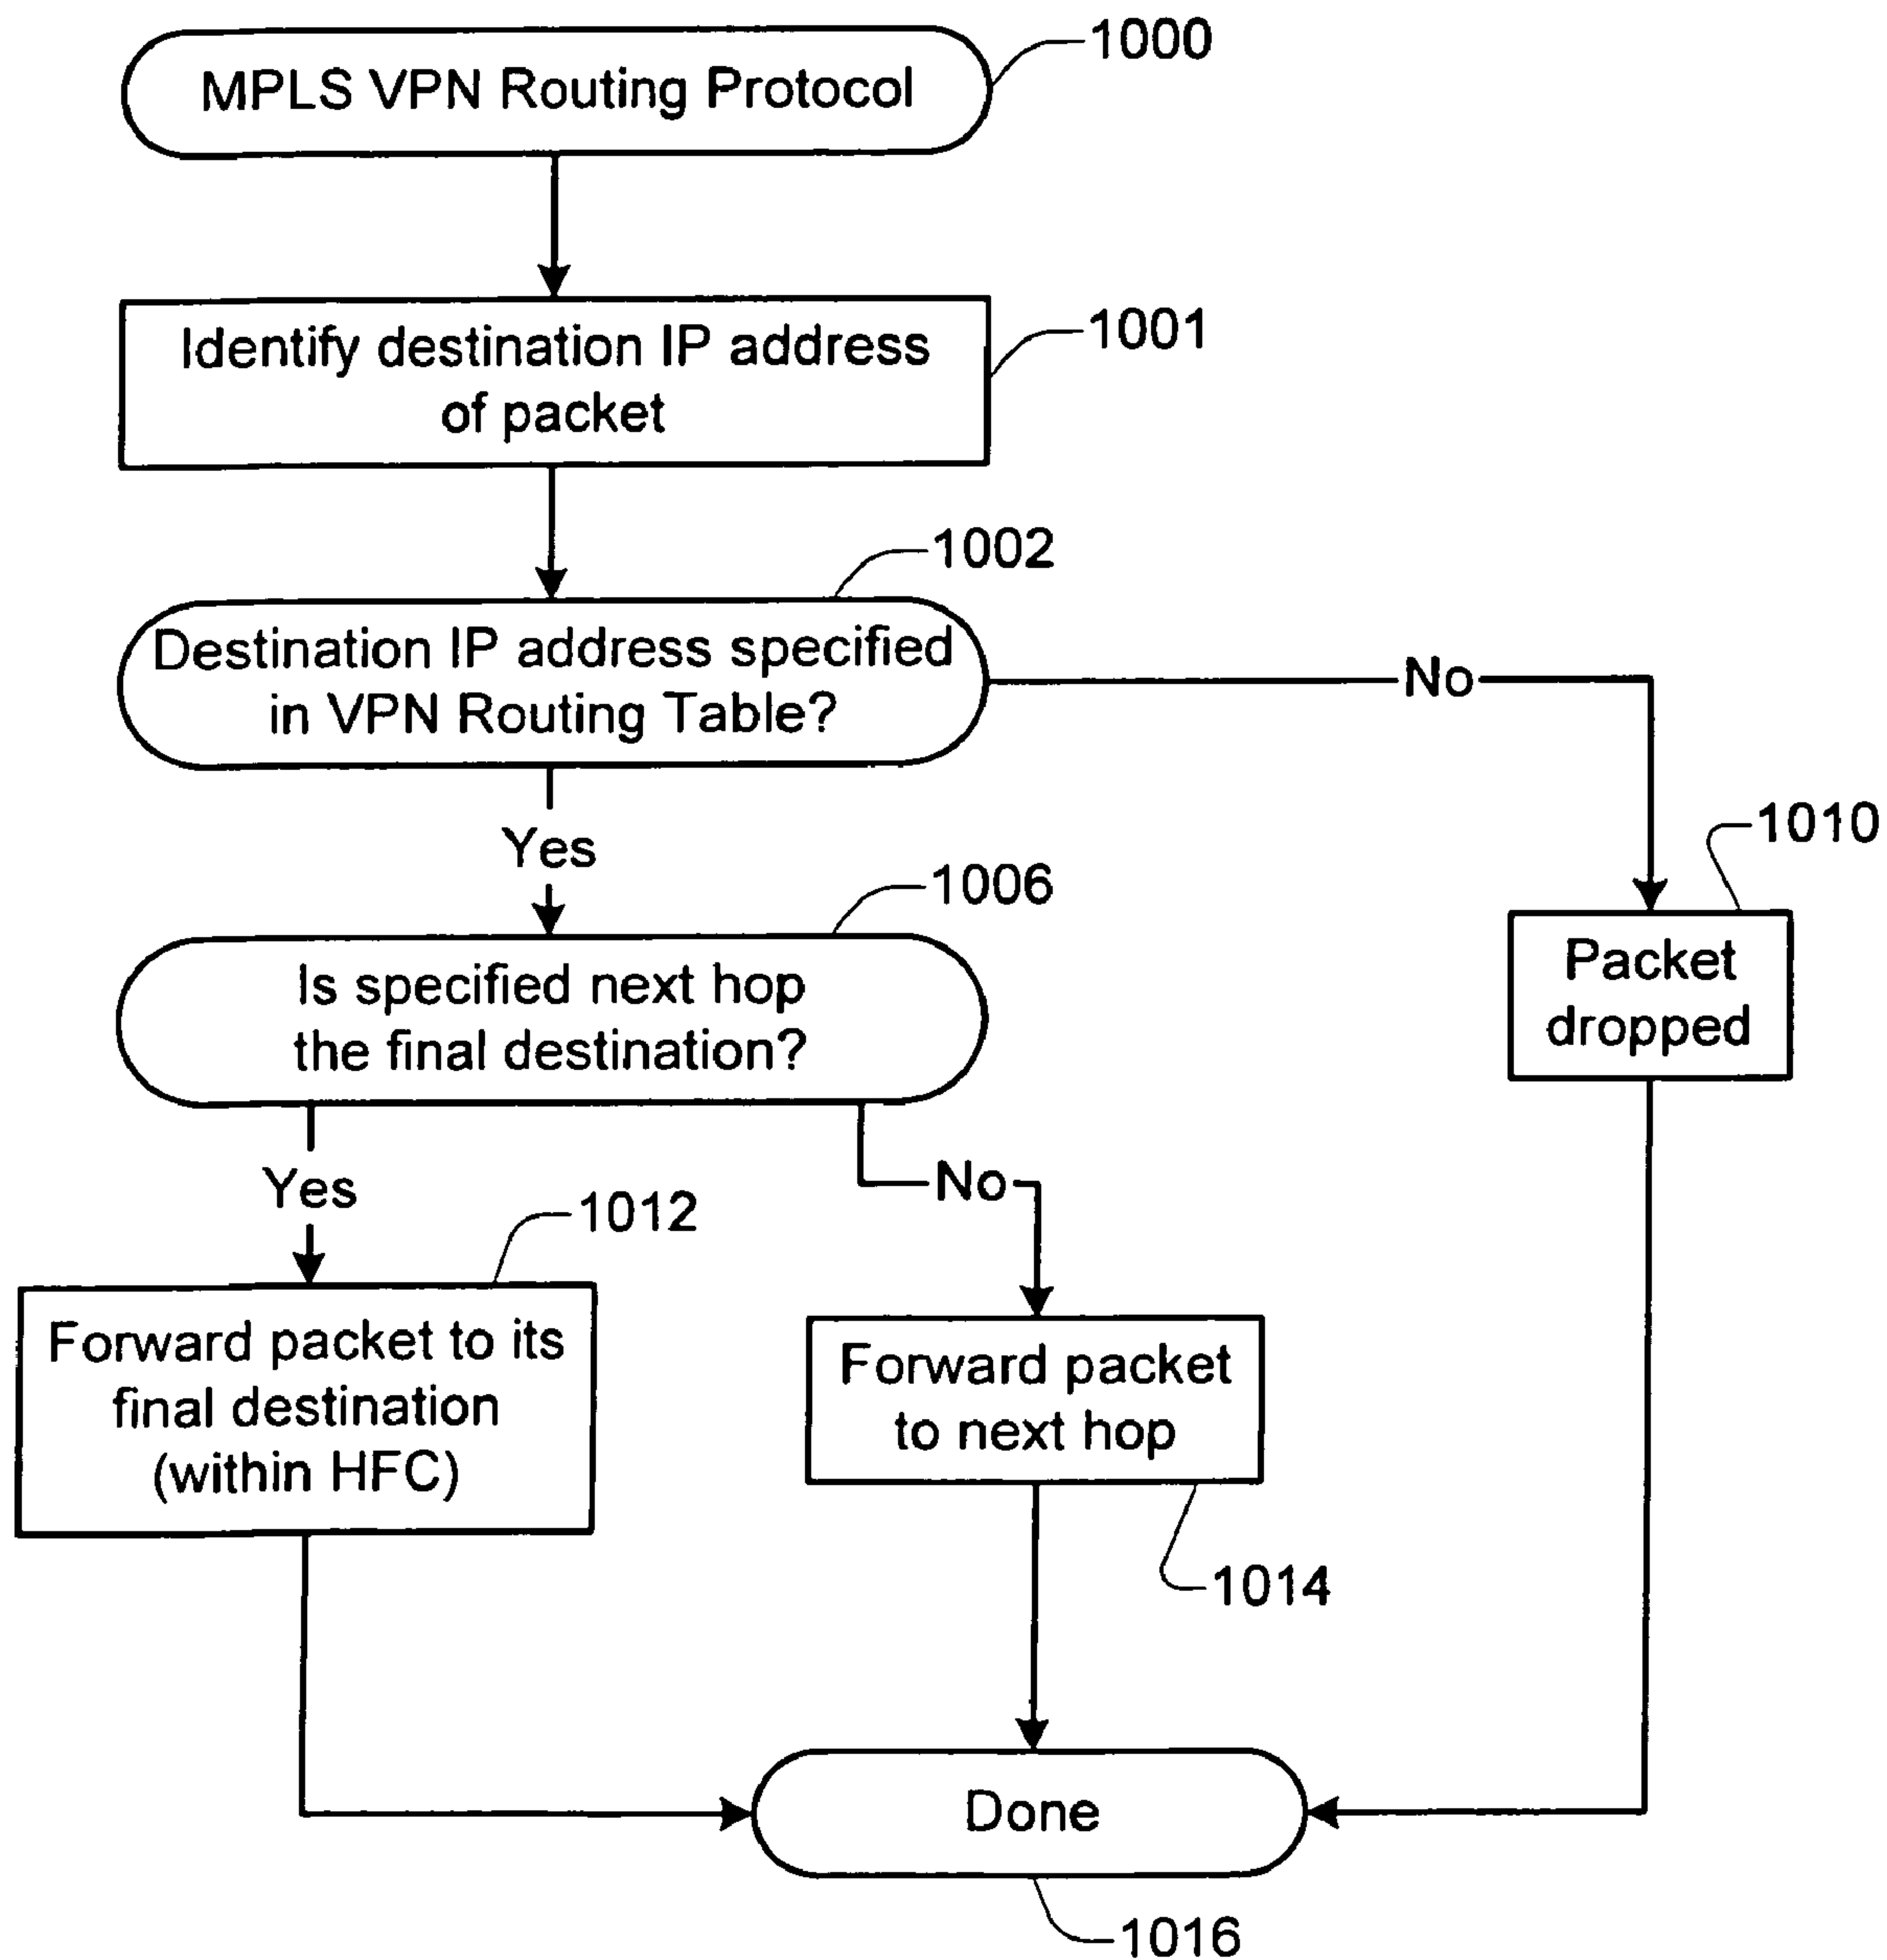 1000
MPLS VPN Routing Protocol
1001
Identify destination IP address
of packet
1002
Destination IP address specified
in VPN Routing Table?
No
Yes
1010
Packet
dropped
1006
Is specified next hop
the final destination?
Yes
No
1012
Forward packet to its
final destination
(within HFC)
Forward packet
to next hop
1014
Done
1016